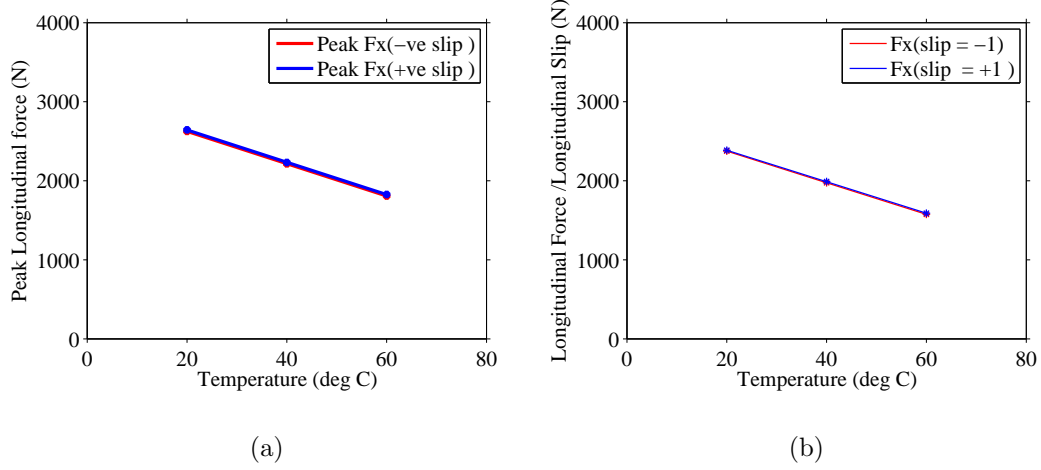 4000
3000
2000
1000
0
0
20
40
60
80
Peak Longitudinal force (N)
Temperature (deg C)
Peak Fx(−ve slip )
Peak Fx(+ve slip )
(a)
4000
3000
2000
1000
0
0
20
40
60
80
Longitudinal Force /Longitudinal Slip (N)
Temperature (deg C)
Fx(slip = −1)
Fx(slip = +1 )
(b)